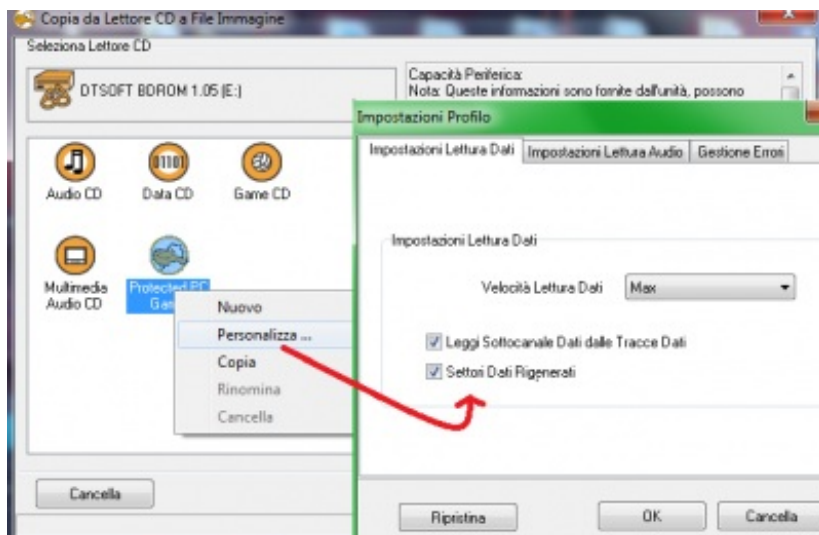 Copia da Lettore CD a File Immagine
Seleziona Lettore CD
DTSOFT BDROM 1.05 (E:)
Capacità Periferica:
Nota: Queste informazioni sono fornite dall'unità, possono
Audio CD
Data CD
Game CD
Multimedia
Audio CD
Protected PC
Nuovo
Personalizza ...
Copia
Rinomina
Cancella
Cancella
Impostazioni Profilo
Impostazioni Lettura Dati
Impostazioni Lettura Audio
Gestione Errori
Impostazioni Lettura Dati
Velocità Lettura Dati
Max
Leggi Sottocanale Dati dalle Tracce Dati
Settori Dati Rigenerati
Ripristina
OK
Cancella